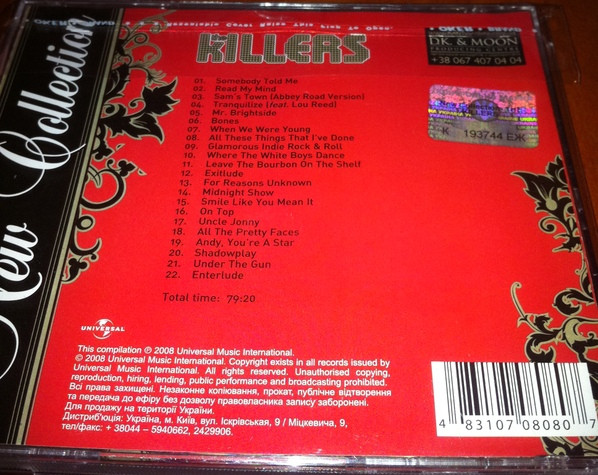 New Collection
KILLERS
DK & MOON
PRODUCING CENTRE
+38 067 407 04 04
К 193744 ЕЖ
01. Somebody Told Me
02. Read My Mind
03. Sam's Town (Abbey Road Version)
04. Tranquilize (feat. Lou Reed)
05. Mr. Brightside
06. Bones
07. When We Were Young
08. All These Things That I've Done
09. Glamorous Indie Rock & Roll
10. Where The White Boys Dance
11. Leave The Bourbon On The Shelf
12. Exitlude
13. For Reasons Unknown
14. Midnight Show
15. Smile Like You Mean It
16. On Top
17. Uncle Jonny
18. All The Pretty Faces
19. Andy, You're A Star
20. Shadowplay
21. Under The Gun
22. Enterlude
Total time: 79:20
UNIVERSAL
This compilation ℗ 2008 Universal Music International.
© 2008 Universal Music International. Copyright exists in all records issued by
Universal Music International. All rights reserved. Unauthorised copying,
reproduction, hiring, lending, public performance and broadcasting prohibited.
Всі права захищені. Незаконне копіювання, прокат, публічне відтворення
та передача до ефіру без дозволу правовласника запису заборонені.
Для продажу на території України.
Дистриб'юція: Україна, м. Київ, вул. Іскрівська, 9 / Міцкевича, 9,
тел/факс: + 38044 – 5940662, 2429906.
4 83107 08080 7